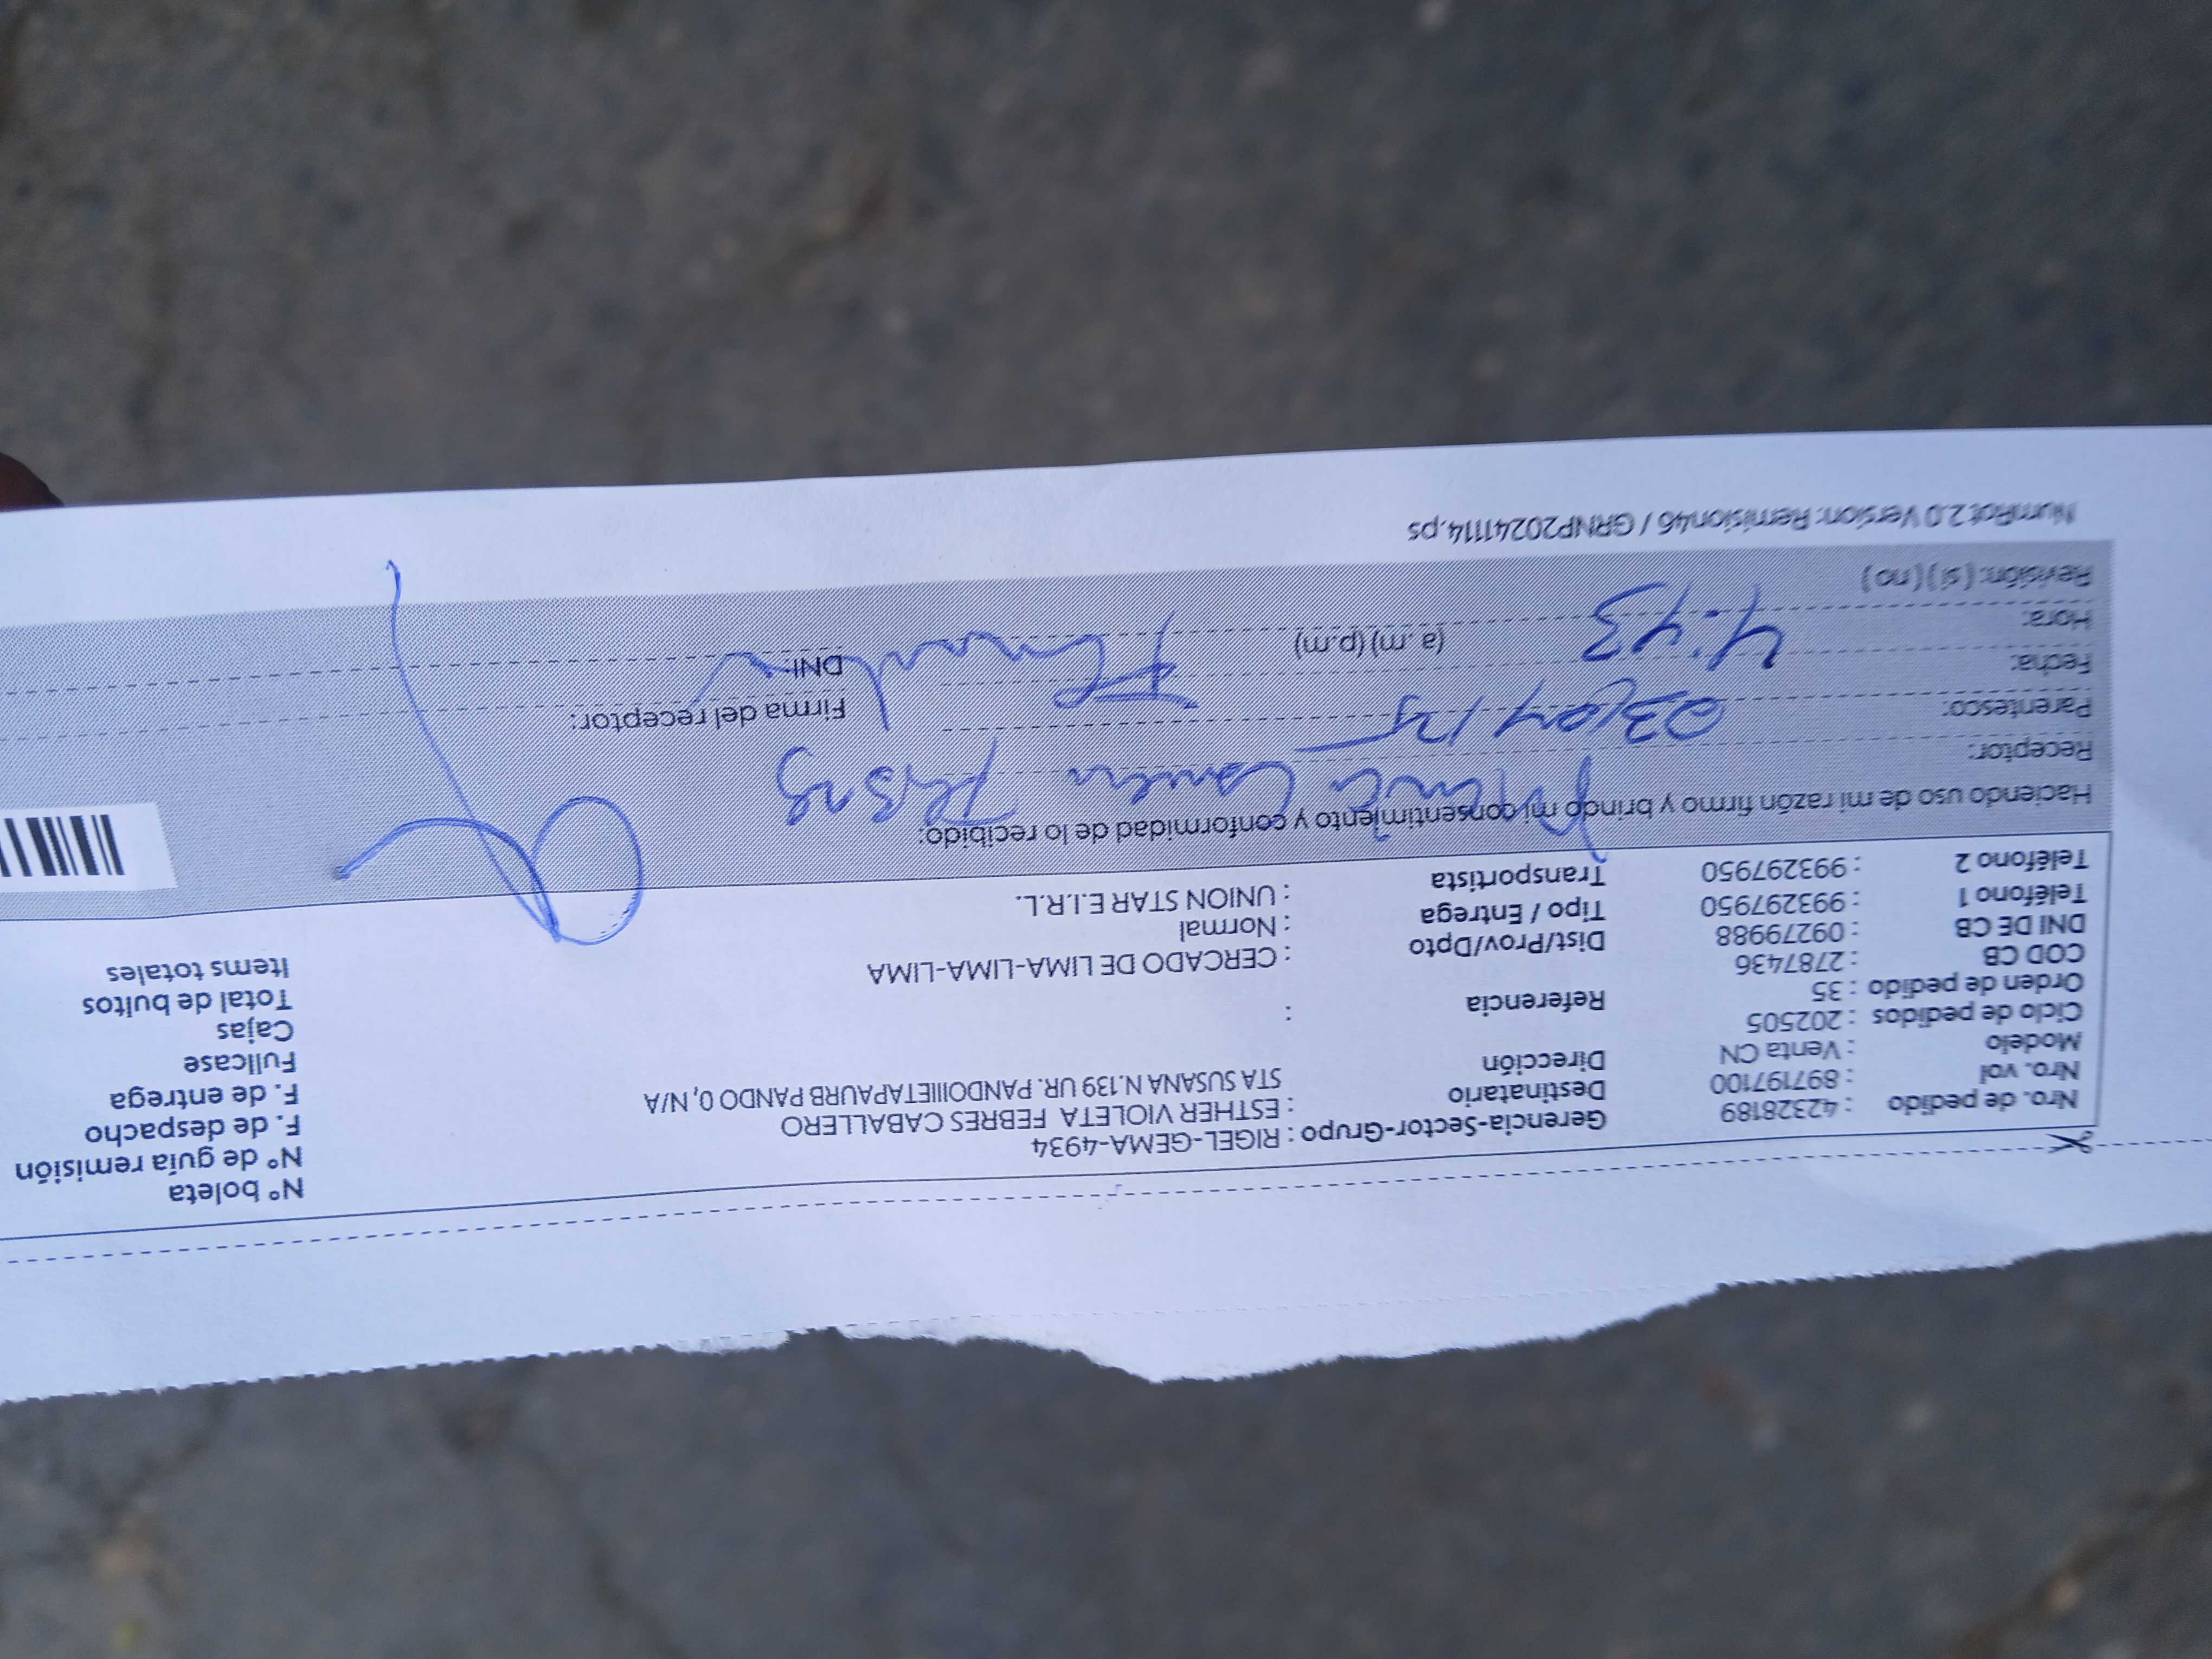 Nro. de pedido : 42328189 Gerencia-Sector-Grupo : RIGEL-GEMA-4934 N° boleta
Nro. vol : 897197100 Destinatario : ESTHER VIOLETA FEBRES CABALLERO N° de guía remisión
Modelo : Venta CN Dirección STA SUSANA N.139 UR. PANDOIIIETAPAURB PANDO 0, N/A F. de despacho
Ciclo de pedidos : 202505 F. de entrega
Orden de pedido : 35 Referencia : Fullcase
COD CB : 2787436 Cajas
DNI DE CB : 09279988 Dist/Prov/Dpto : CERCADO DE LIMA-LIMA-LIMA Total de bultos
Teléfono 1 : 993297950 Tipo / Entrega : Normal Items totales
Teléfono 2 : 993297950 Transportista : UNION STAR E.I.R.L.
Haciendo uso de mi razón firmo y brindo mi consentimiento y conformidad de lo recibido:
Receptor:
Parentesco: Firma del receptor:
Fecha: 03/04/25 DNI:
Hora: 4:43 (a.m) (p.m)
Revisión: (si) (no)
NumRot 2.0 Version: Remision46 / GRNP20241114.ps